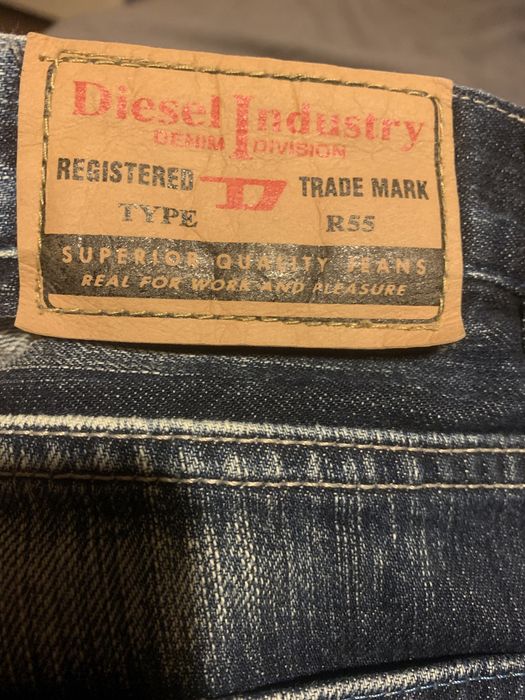 Diesel Industry
DENIM DIVISION
REGISTERED D TRADE MARK
TYPE R55
SUPERIOR QUALITY JEANS
REAL FOR WORK AND PLEASURE